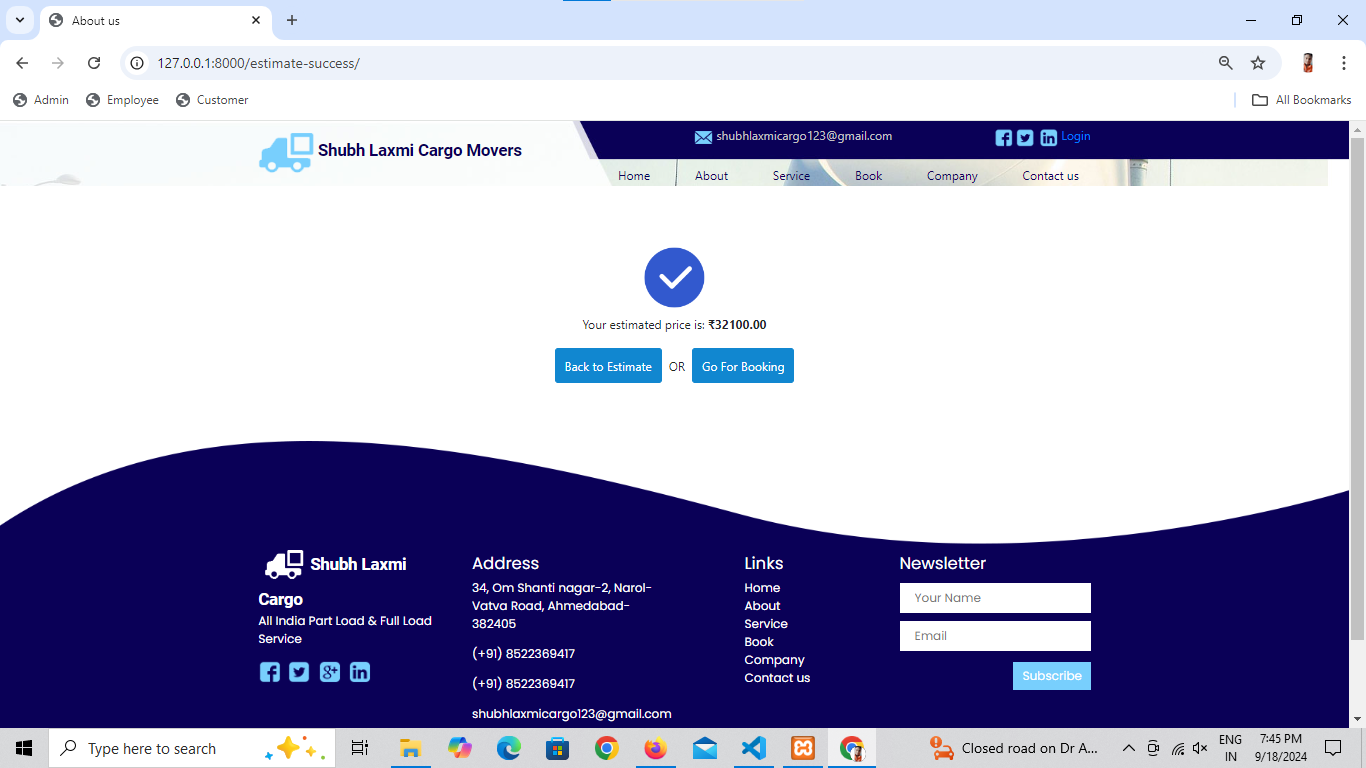 About us
127.0.0.1:8000/estimate-success/
Admin Employee Customer All Bookmarks
Shubh Laxmi Cargo Movers
shubhlaxmicargo123@gmail.com Login
Home About Service Book Company Contact us
Your estimated price is: ₹32100.00
Back to Estimate OR Go For Booking
Shubh Laxmi
Cargo
All India Part Load & Full Load
Service
Address
34, Om Shanti nagar-2, Narol-
Vatva Road, Ahmedabad-
382405
(+91) 8522369417
(+91) 8522369417
shubhlaxmicargo123@gmail.com
Links
Home
About
Service
Book
Company
Contact us
Newsletter
Your Name
Email
Subscribe
Type here to search
Closed road on Dr A...
ENG
IN
7:45 PM
9/18/2024